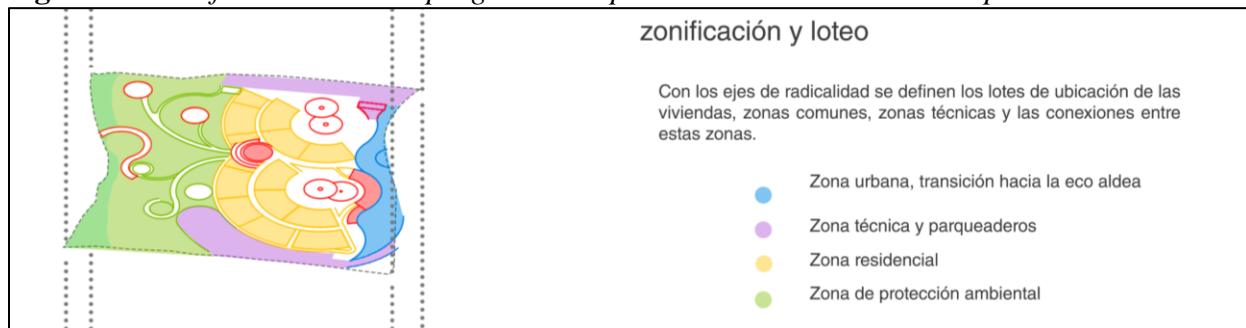 zonificación y loteo
Con los ejes de radicalidad se definen los lotes de ubicación de las
viviendas, zonas comunes, zonas técnicas y las conexiones entre
estas zonas.
Zona urbana, transición hacia la eco aldea
Zona técnica y parqueaderos
Zona residencial
Zona de protección ambiental